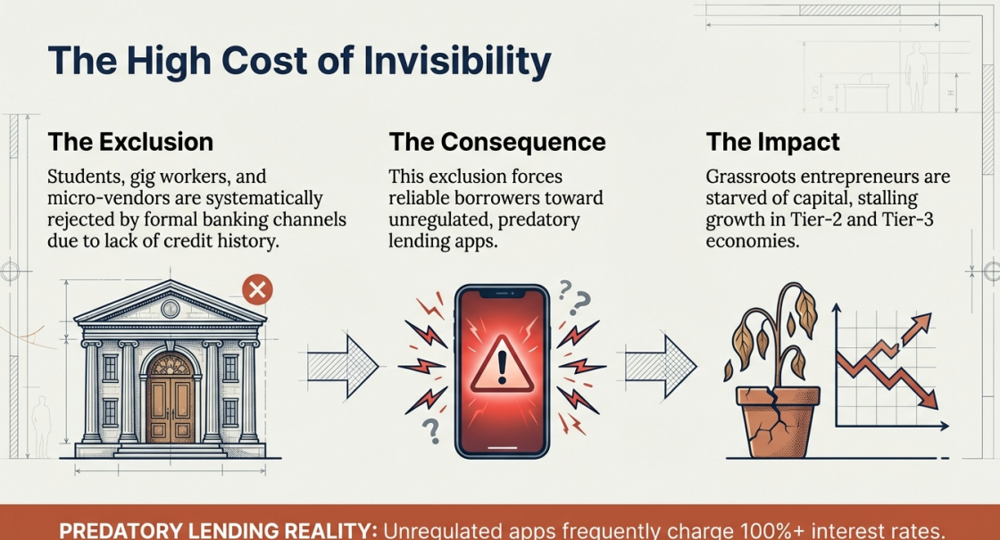 The High Cost of Invisibility
The Exclusion
Students, gig workers, and
micro-vendors are systematically
rejected by formal banking channels
due to lack of credit history.
The Consequence
This exclusion forces
reliable borrowers toward
unregulated, predatory
lending apps.
The Impact
Grassroots entrepreneurs are
starved of capital, stalling
growth in Tier-2 and Tier-3
economies.
? ? ?
PREDATORY LENDING REALITY: Unregulated apps frequently charge 100%+ interest rates.